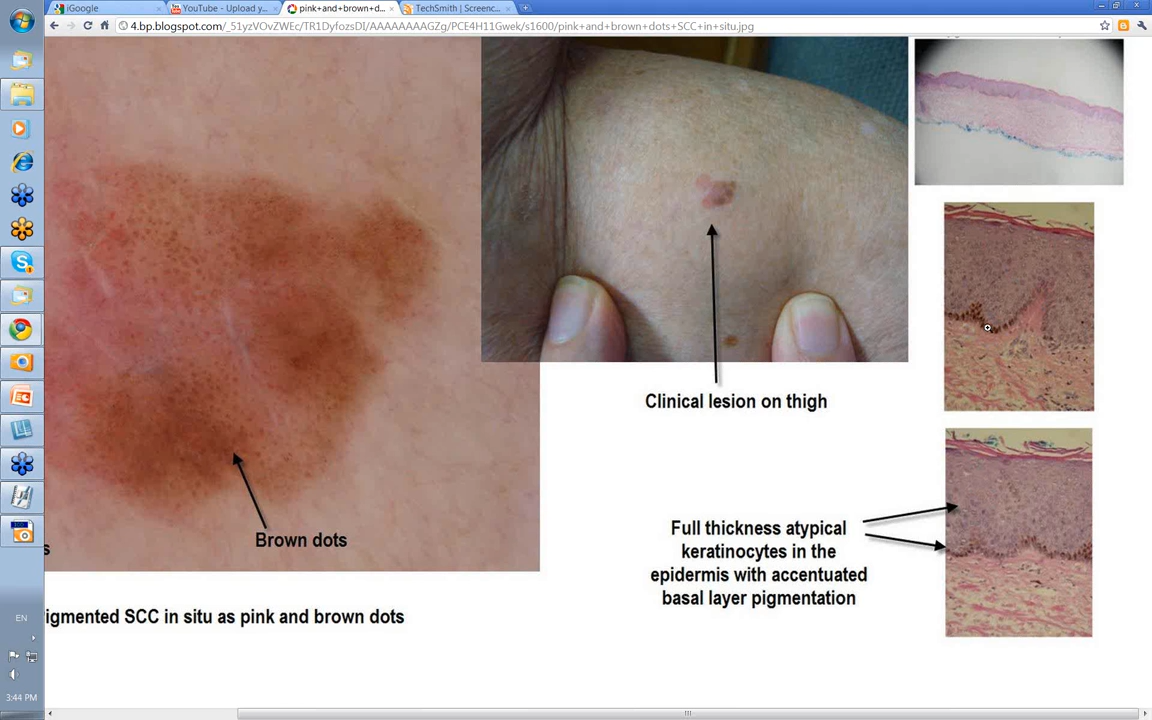 iGoogle
YouTube - Upload y...
pink+and+brown+d...
TechSmith | Screenc...
4.bp.blogspot.com/_51yzVOvZWEc/TR1DyfozsDI/AAAAAAAAGZg/PCE4H11Gwek/s1600/pink+and+brown+dots+SCC+in+situ.jpg
Clinical lesion on thigh
Brown dots
Full thickness atypical
keratinocytes in the
epidermis with accentuated
basal layer pigmentation
s
igmented SCC in situ as pink and brown dots
EN
3:44 PM